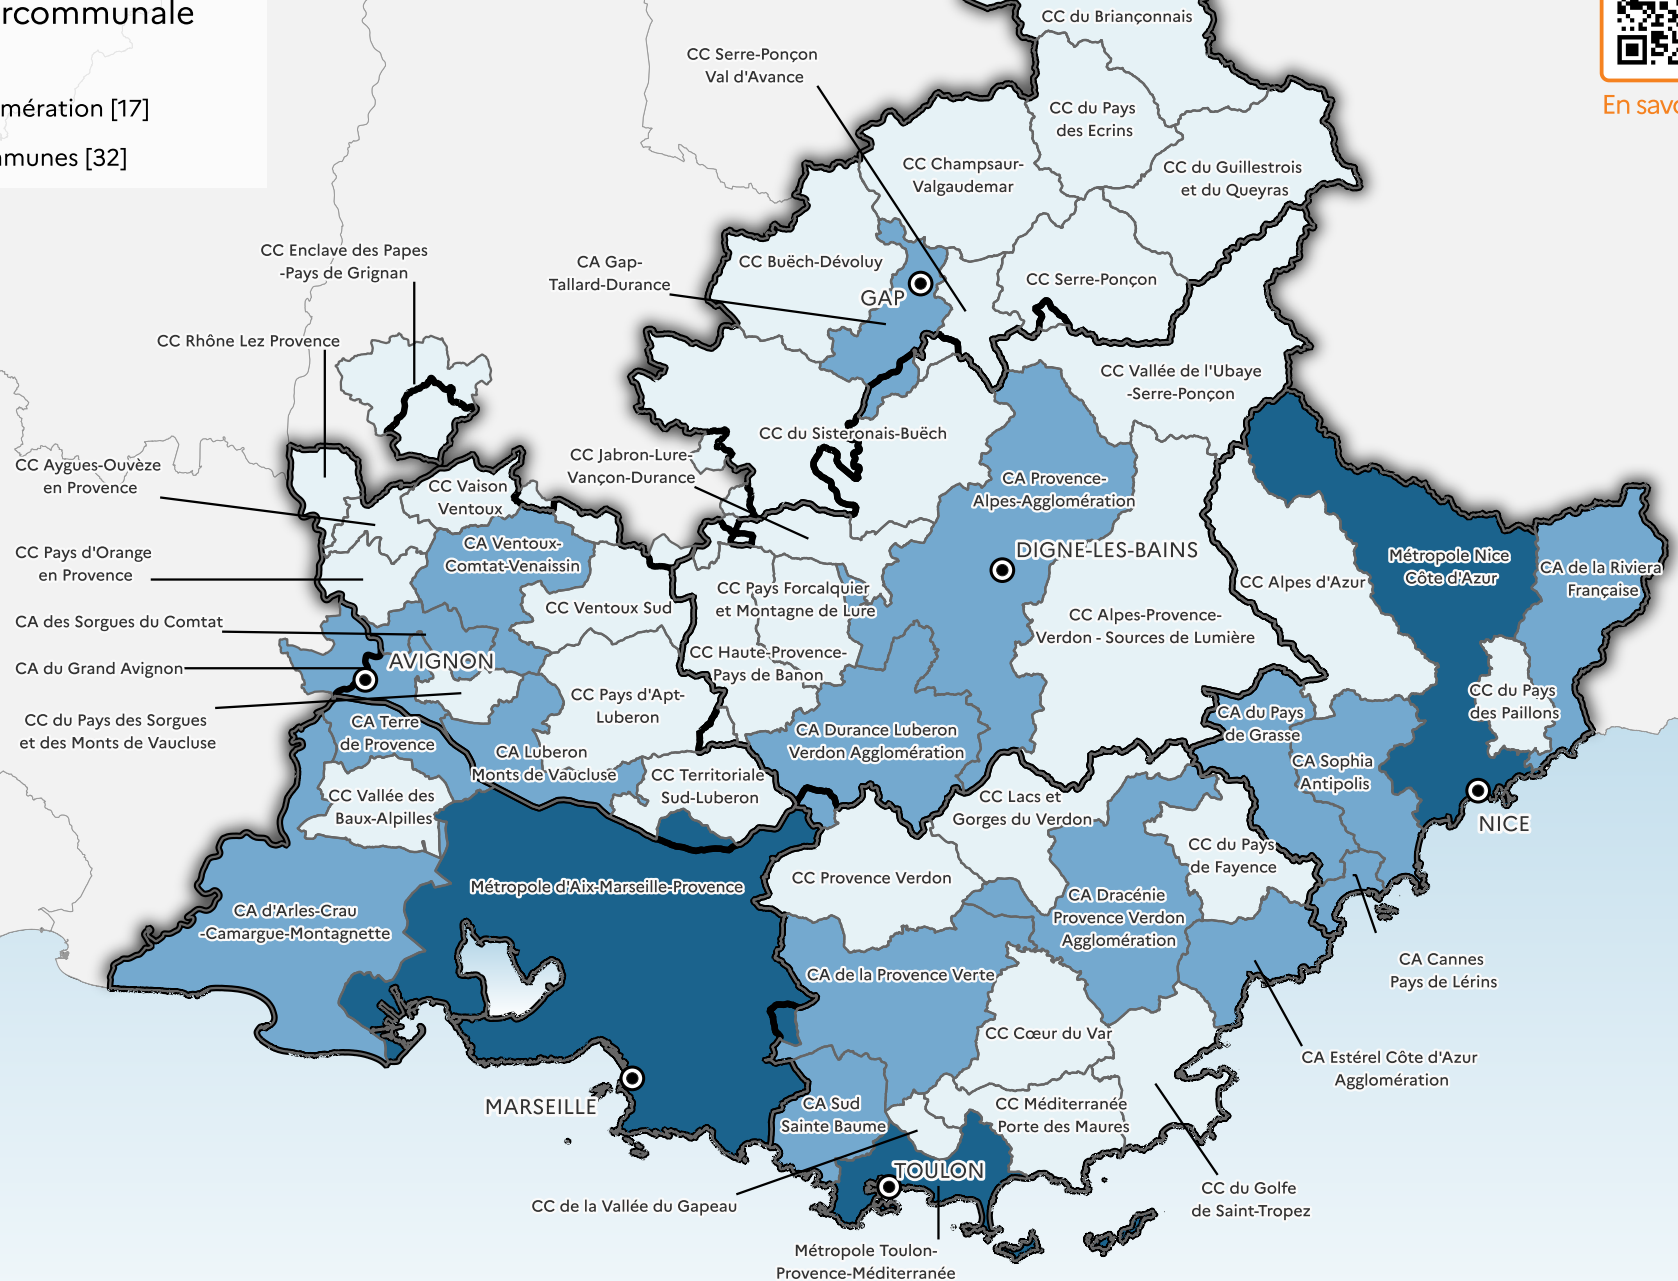 rcommunale
mération [17]
nmunes [32]
En savo
CC du Briançonnais
CC Serre-Ponçon
Val d'Avance
CC du Pays
des Ecrins
CC Champsaur-
Valgaudemar
CC du Guillestrois
et du Queyras
CC Enclave des Papes
-Pays de Grignan
CA Gap-
Tallard-Durance
CC Buëch-Dévoluy
GAP
CC Serre-Ponçon
CC Rhône Lez Provence
CC Vallée de l'Ubaye
-Serre-Ponçon
CC du Sisteronais-Buëch
CC Jabron-Lure-
Vançon-Durance
CC Aygues-Ouvèze
en Provence
CC Vaison
Ventoux
CA Provence-
Alpes-Agglomération
CC Pays d'Orange
en Provence
CA Ventoux-
Comtat-Venaissin
DIGNE-LES-BAINS
Métropole Nice
Côte d'Azur
CA de la Riviera
Française
CC Alpes d'Azur
CC Pays Forcalquier
et Montagne de Lure
CC Ventoux Sud
CC Alpes-Provence-
Verdon - Sources de Lumière
CA des Sorgues du Comtat
CC Haute-Provence-
Pays de Banon
CA du Grand Avignon
AVIGNON
CC Pays d'Apt-
Luberon
CC du Pays
des Paillons
CC du Pays des Sorgues
et des Monts de Vaucluse
CA Terre
de Provence
CA du Pays
de Grasse
CA Durance Luberon
Verdon Agglomération
CA Luberon
Monts de Vaucluse
CA Sophia
Antipolis
CC Territoriale
Sud-Luberon
CC Vallée des
Baux-Alpilles
CC Lacs et
Gorges du Verdon
NICE
CC du Pays
de Fayence
CC Provence Verdon
Métropole d'Aix-Marseille-Provence
CA Dracénie
Provence Verdon
Agglomération
CA d'Arles-Crau
-Camargue-Montagnette
CA de la Provence Verte
CA Cannes
Pays de Lérins
CC Cœur du Var
CA Estérel Côte d'Azur
Agglomération
MARSEILLE
CA Sud
Sainte Baume
CC Méditerranée
Porte des Maures
TOULON
CC de la Vallée du Gapeau
CC du Golfe
de Saint-Tropez
Métropole Toulon-
Provence-Méditerranée